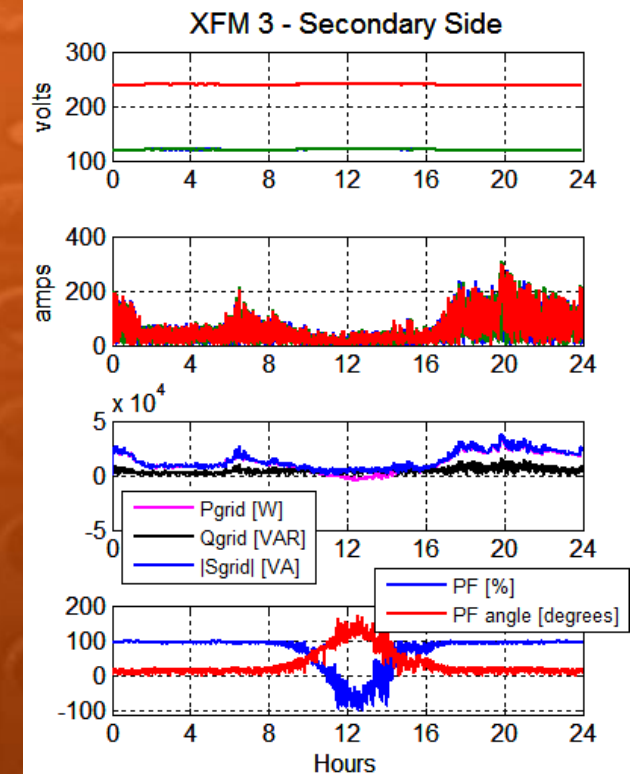 XFM 3 - Secondary Side
300
200
100
volts
0 4 8 12 16 20 24
400
200
0
amps
0 4 8 12 16 20 24
x 10^4
5
0
-5
0 12 16 20 24
Pgrid [W]
Qgrid [VAR]
|Sgrid| [VA]
PF [%]
PF angle [degrees]
200
100
0
-100
0 4 8 12 16 20 24
Hours